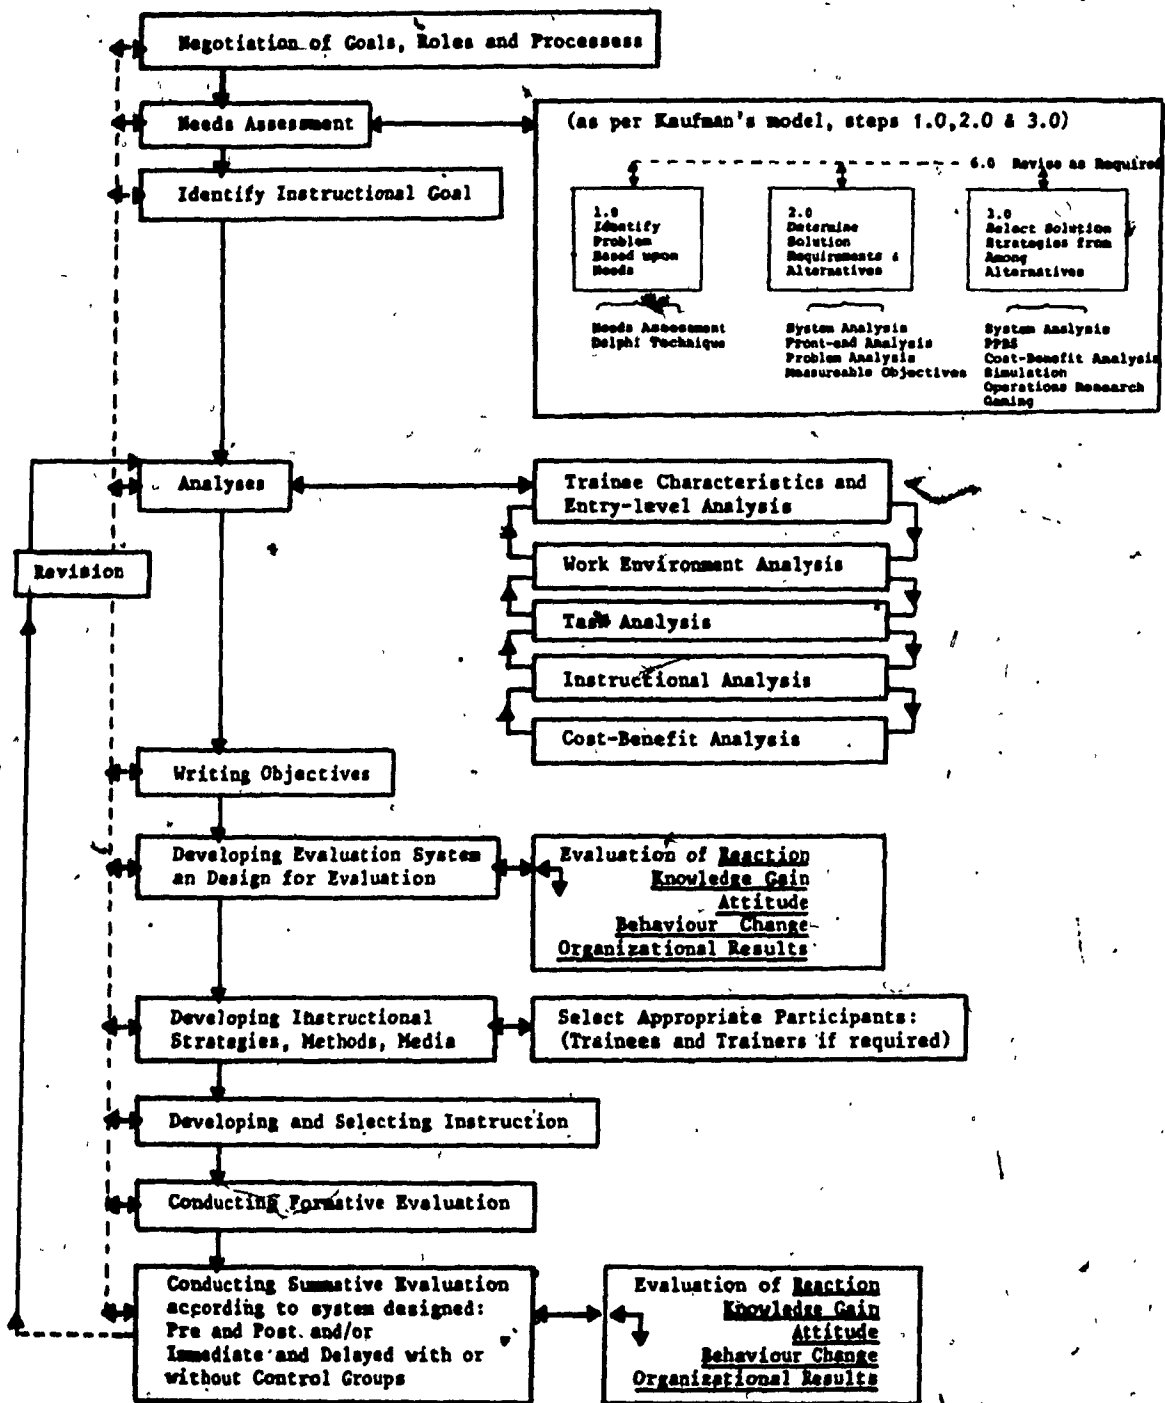 Negotiation of Goals, Roles and Processess
Needs Assessment
(as per Kaufman's model, steps 1.0,2.0 & 3.0)
6.0 Revise as Required
Identify Instructional Goal
1.0
Identify
Problem
Based upon
Needs
2.0
Determine
Solution
Requirements &
Alternatives
3.0
Select Solution
Strategies from
Among
Alternatives
Needs Assessment
Delphi Technique
System Analysis
Front-end Analysis
Problem Analysis
Measureable Objectives
System Analysis
PPBS
Cost-Benefit Analysis
Simulation
Operations Research
Gaming
Analyses
Trainee Characteristics and
Entry-level Analysis
Revision
Work Environment Analysis
Task Analysis
Instructional Analysis
Cost-Benefit Analysis
Writing Objectives
Developing Evaluation System
an Design for Evaluation
Evaluation of Reaction
Knowledge Gain
Attitude
Behaviour Change
Organizational Results
Developing Instructional
Strategies, Methods, Media
Select Appropriate Participants:
(Trainees and Trainers if required)
Developing and Selecting Instruction
Conducting Formative Evaluation
Conducting Summative Evaluation
according to system designed:
Pre and Post and/or
Immediate and Delayed with or
without Control Groups
Evaluation of Reaction
Knowledge Gain
Attitude
Behaviour Change
Organizational Results